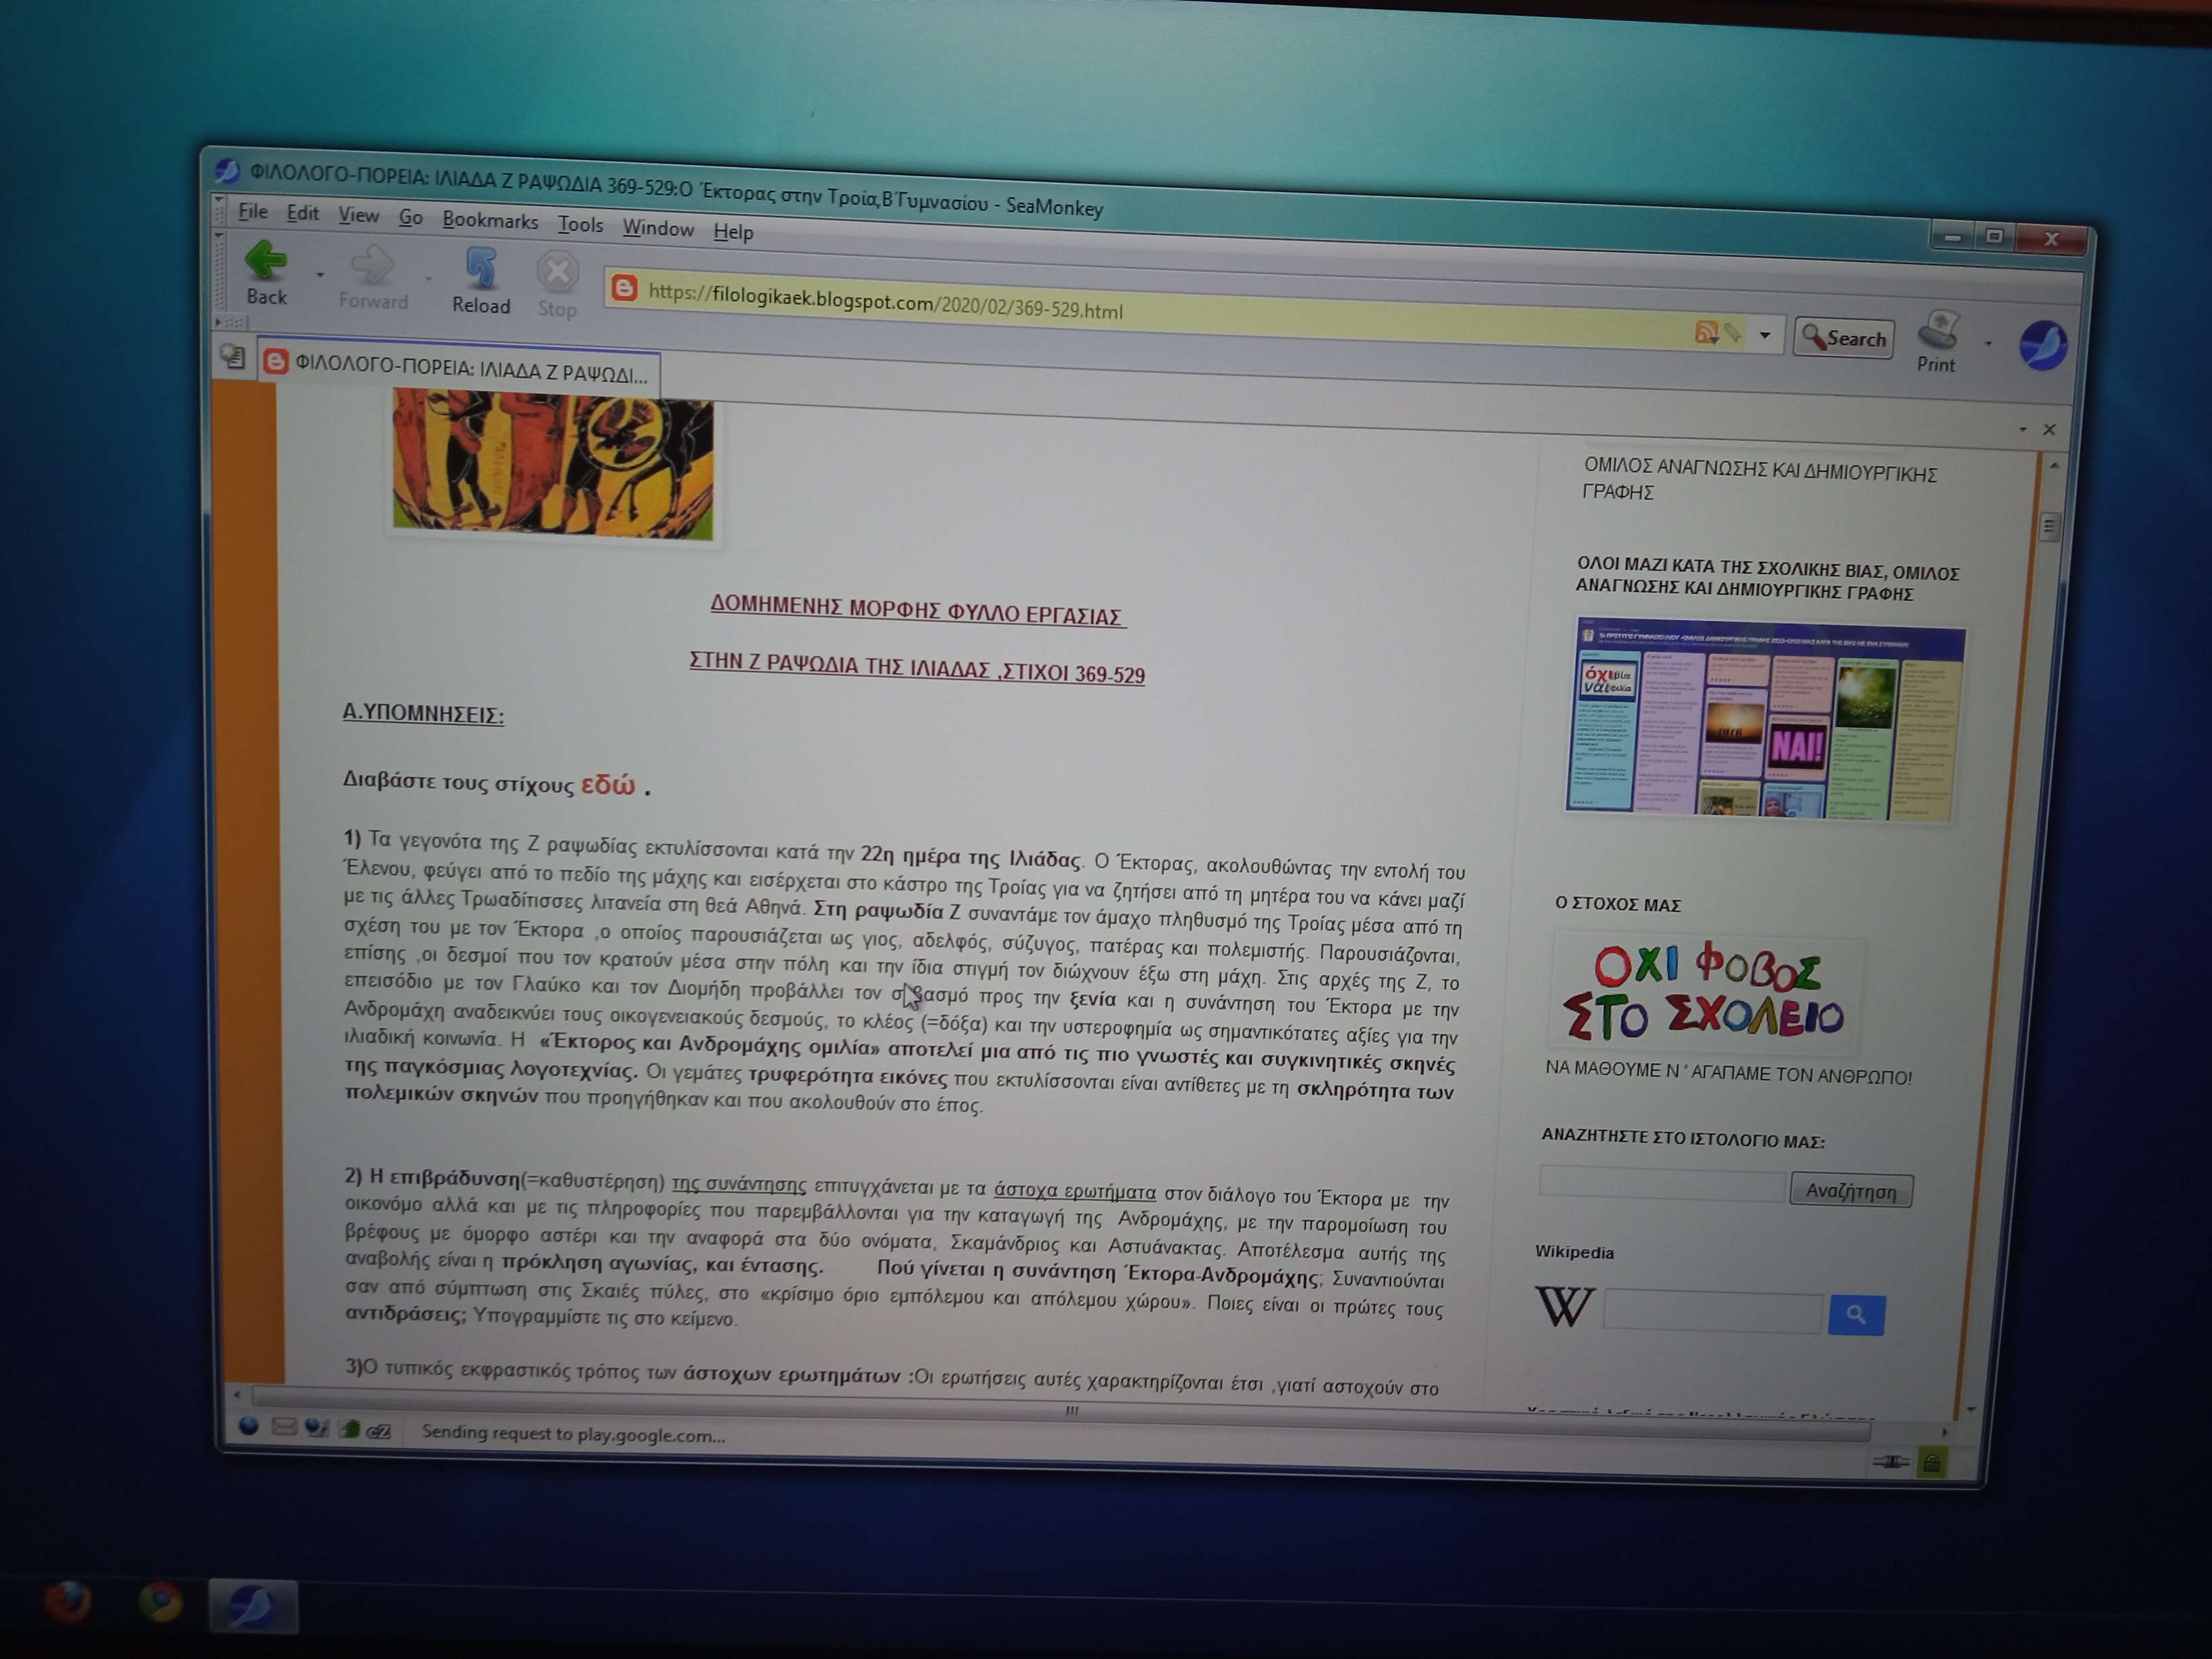 ΦΙΛΟΛΟΓΟ-ΠΟΡΕΙΑ: ΙΛΙΑΔΑ Ζ ΡΑΨΩΔΙΑ 369-529:Ο Έκτορας στην Τροία,Β΄Γυμνασίου - SeaMonkey
File Edit View Go Bookmarks Tools Window Help
Back Forward Reload Stop
https://filologikaek.blogspot.com/2020/02/369-529.html
Search Print
ΦΙΛΟΛΟΓΟ-ΠΟΡΕΙΑ: ΙΛΙΑΔΑ Ζ ΡΑΨΩΔΙ...
ΔΟΜΗΜΕΝΗΣ ΜΟΡΦΗΣ ΦΥΛΛΟ ΕΡΓΑΣΙΑΣ
ΣΤΗΝ Ζ ΡΑΨΩΔΙΑ ΤΗΣ ΙΛΙΑΔΑΣ ,ΣΤΙΧΟΙ 369-529
Α.ΥΠΟΜΝΗΣΕΙΣ:
Διαβάστε τους στίχους εδώ .
1) Τα γεγονότα της Ζ ραψωδίας εκτυλίσσονται κατά την 22η ημέρα της Ιλιάδας. Ο Έκτορας, ακολουθώντας την εντολή του
Έλενου, φεύγει από το πεδίο της μάχης και εισέρχεται στο κάστρο της Τροίας για να ζητήσει από τη μητέρα του να κάνει μαζί
με τις άλλες Τρωαδίτισσες λιτανεία στη θεά Αθηνά. Στη ραψωδία Ζ συναντάμε τον άμαχο πληθυσμό της Τροίας μέσα από τη
σχέση του με τον Έκτορα ,ο οποίος παρουσιάζεται ως γιος, αδελφός, σύζυγος, πατέρας και πολεμιστής. Παρουσιάζονται,
επίσης ,οι δεσμοί που τον κρατούν μέσα στην πόλη και την ίδια στιγμή τον διώχνουν έξω στη μάχη. Στις αρχές της Ζ, το
επεισόδιο με τον Γλαύκο και τον Διομήδη προβάλλει τον σεβασμό προς την ξενία και η συνάντηση του Έκτορα με την
Ανδρομάχη αναδεικνύει τους οικογενειακούς δεσμούς, το κλέος (=δόξα) και την υστεροφημία ως σημαντικότατες αξίες για την
ιλιαδική κοινωνία. Η «Έκτορος και Ανδρομάχης ομιλία» αποτελεί μια από τις πιο γνωστές και συγκινητικές σκηνές
της παγκόσμιας λογοτεχνίας. Οι γεμάτες τρυφερότητα εικόνες που εκτυλίσσονται είναι αντίθετες με τη σκληρότητα των
πολεμικών σκηνών που προηγήθηκαν και που ακολουθούν στο έπος.
2) Η επιβράδυνση(=καθυστέρηση) της συνάντησης επιτυγχάνεται με τα άστοχα ερωτήματα στον διάλογο του Έκτορα με την
οικονόμο αλλά και με τις πληροφορίες που παρεμβάλλονται για την καταγωγή της Ανδρομάχης, με την παρομοίωση του
βρέφους με όμορφο αστέρι και την αναφορά στα δύο ονόματα, Σκαμάνδριος και Αστυάνακτας. Αποτέλεσμα αυτής της
αναβολής είναι η πρόκληση αγωνίας, και έντασης. Πού γίνεται η συνάντηση Έκτορα-Ανδρομάχης; Συναντιούνται
σαν από σύμπτωση στις Σκαιές πύλες, στο «κρίσιμο όριο εμπόλεμου και απόλεμου χώρου». Ποιες είναι οι πρώτες τους
αντιδράσεις; Υπογραμμίστε τις στο κείμενο.
3)Ο τυπικός εκφραστικός τρόπος των άστοχων ερωτημάτων :Οι ερωτήσεις αυτές χαρακτηρίζονται έτσι ,γιατί αστοχούν στο
ΟΜΙΛΟΣ ΑΝΑΓΝΩΣΗΣ ΚΑΙ ΔΗΜΙΟΥΡΓΙΚΗΣ
ΓΡΑΦΗΣ
ΟΛΟΙ ΜΑΖΙ ΚΑΤΑ ΤΗΣ ΣΧΟΛΙΚΗΣ ΒΙΑΣ, ΟΜΙΛΟΣ
ΑΝΑΓΝΩΣΗΣ ΚΑΙ ΔΗΜΙΟΥΡΓΙΚΗΣ ΓΡΑΦΗΣ
όχι βία
ναι φιλία
ΝΑΙ!
Ο ΣΤΟΧΟΣ ΜΑΣ
ΟΧΙ ΦΟΒΟΣ
ΣΤΟ ΣΧΟΛΕΙΟ
ΝΑ ΜΑΘΟΥΜΕ Ν ' ΑΓΑΠΑΜΕ ΤΟΝ ΑΝΘΡΩΠΟ!
ΑΝΑΖΗΤΗΣΤΕ ΣΤΟ ΙΣΤΟΛΟΓΙΟ ΜΑΣ:
Αναζήτηση
Wikipedia
W
Sending request to play.google.com...